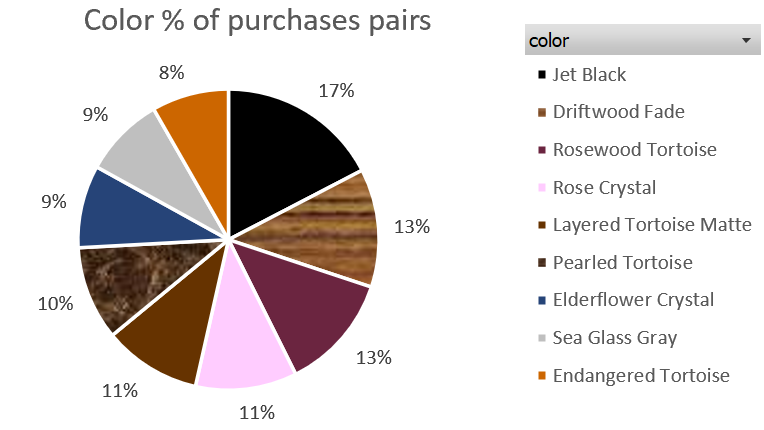 Color % of purchases pairs
17%
13%
13%
11%
11%
10%
9%
9%
8%
color
Jet Black
Driftwood Fade
Rosewood Tortoise
Rose Crystal
Layered Tortoise Matte
Pearled Tortoise
Elderflower Crystal
Sea Glass Gray
Endangered Tortoise